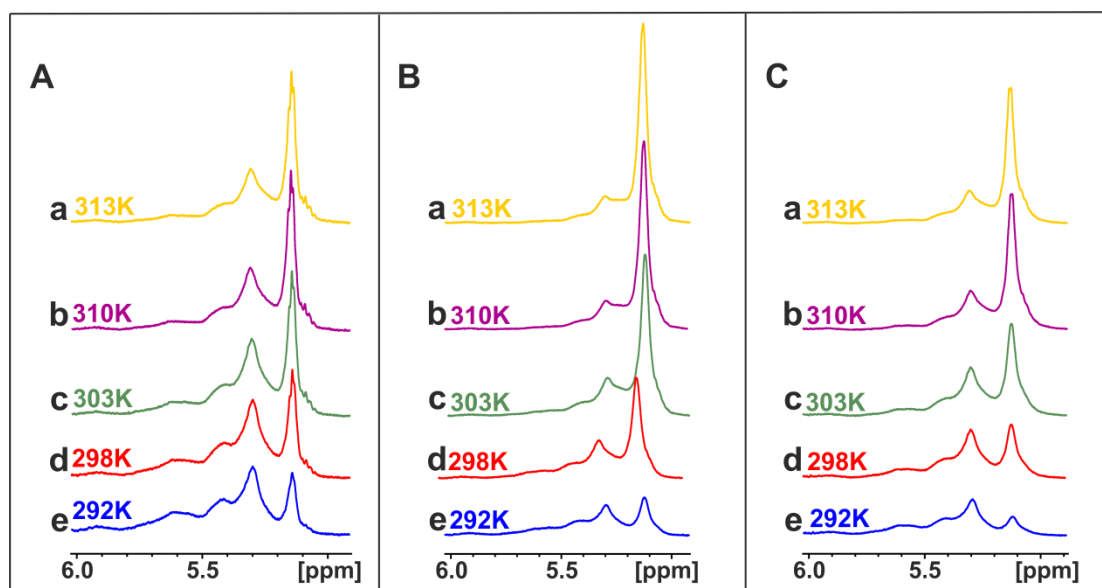 A
a 313K
b 310K
c 303K
d 298K
e 292K
6.0 5.5 [ppm]
B
a 313K
b 310K
c 303K
d 298K
e 292K
6.0 5.5 [ppm]
C
a 313K
b 310K
c 303K
d 298K
e 292K
6.0 5.5 [ppm]